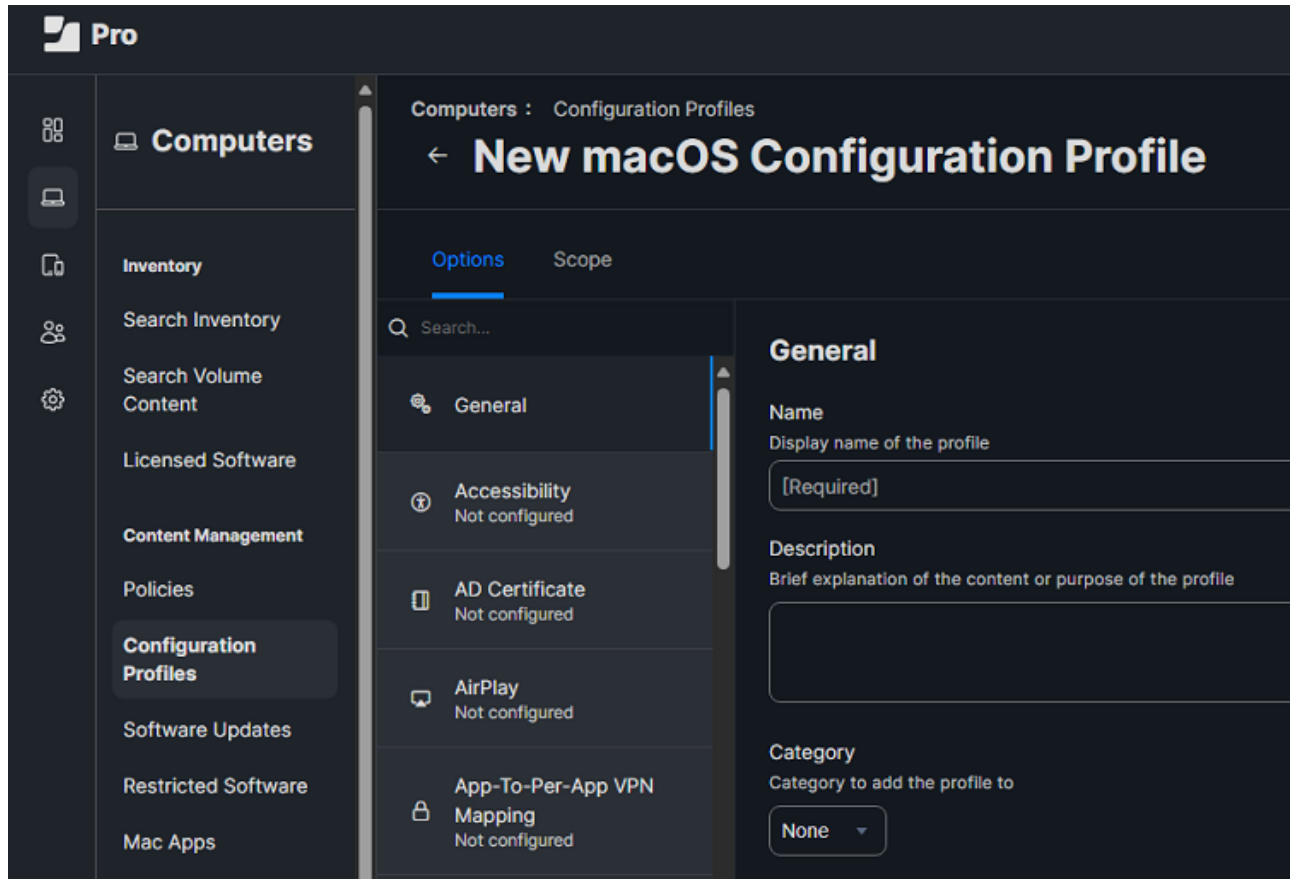 Pro
Computers
Inventory
Search Inventory
Search Volume
Content
Licensed Software
Content Management
Policies
Configuration
Profiles
Software Updates
Restricted Software
Mac Apps
Computers : Configuration Profiles
← New macOS Configuration Profile
Options Scope
Search...
General
Accessibility
Not configured
AD Certificate
Not configured
AirPlay
Not configured
App-To-Per-App VPN
Mapping
Not configured
General
Name
Display name of the profile
[Required]
Description
Brief explanation of the content or purpose of the profile
Category
Category to add the profile to
None